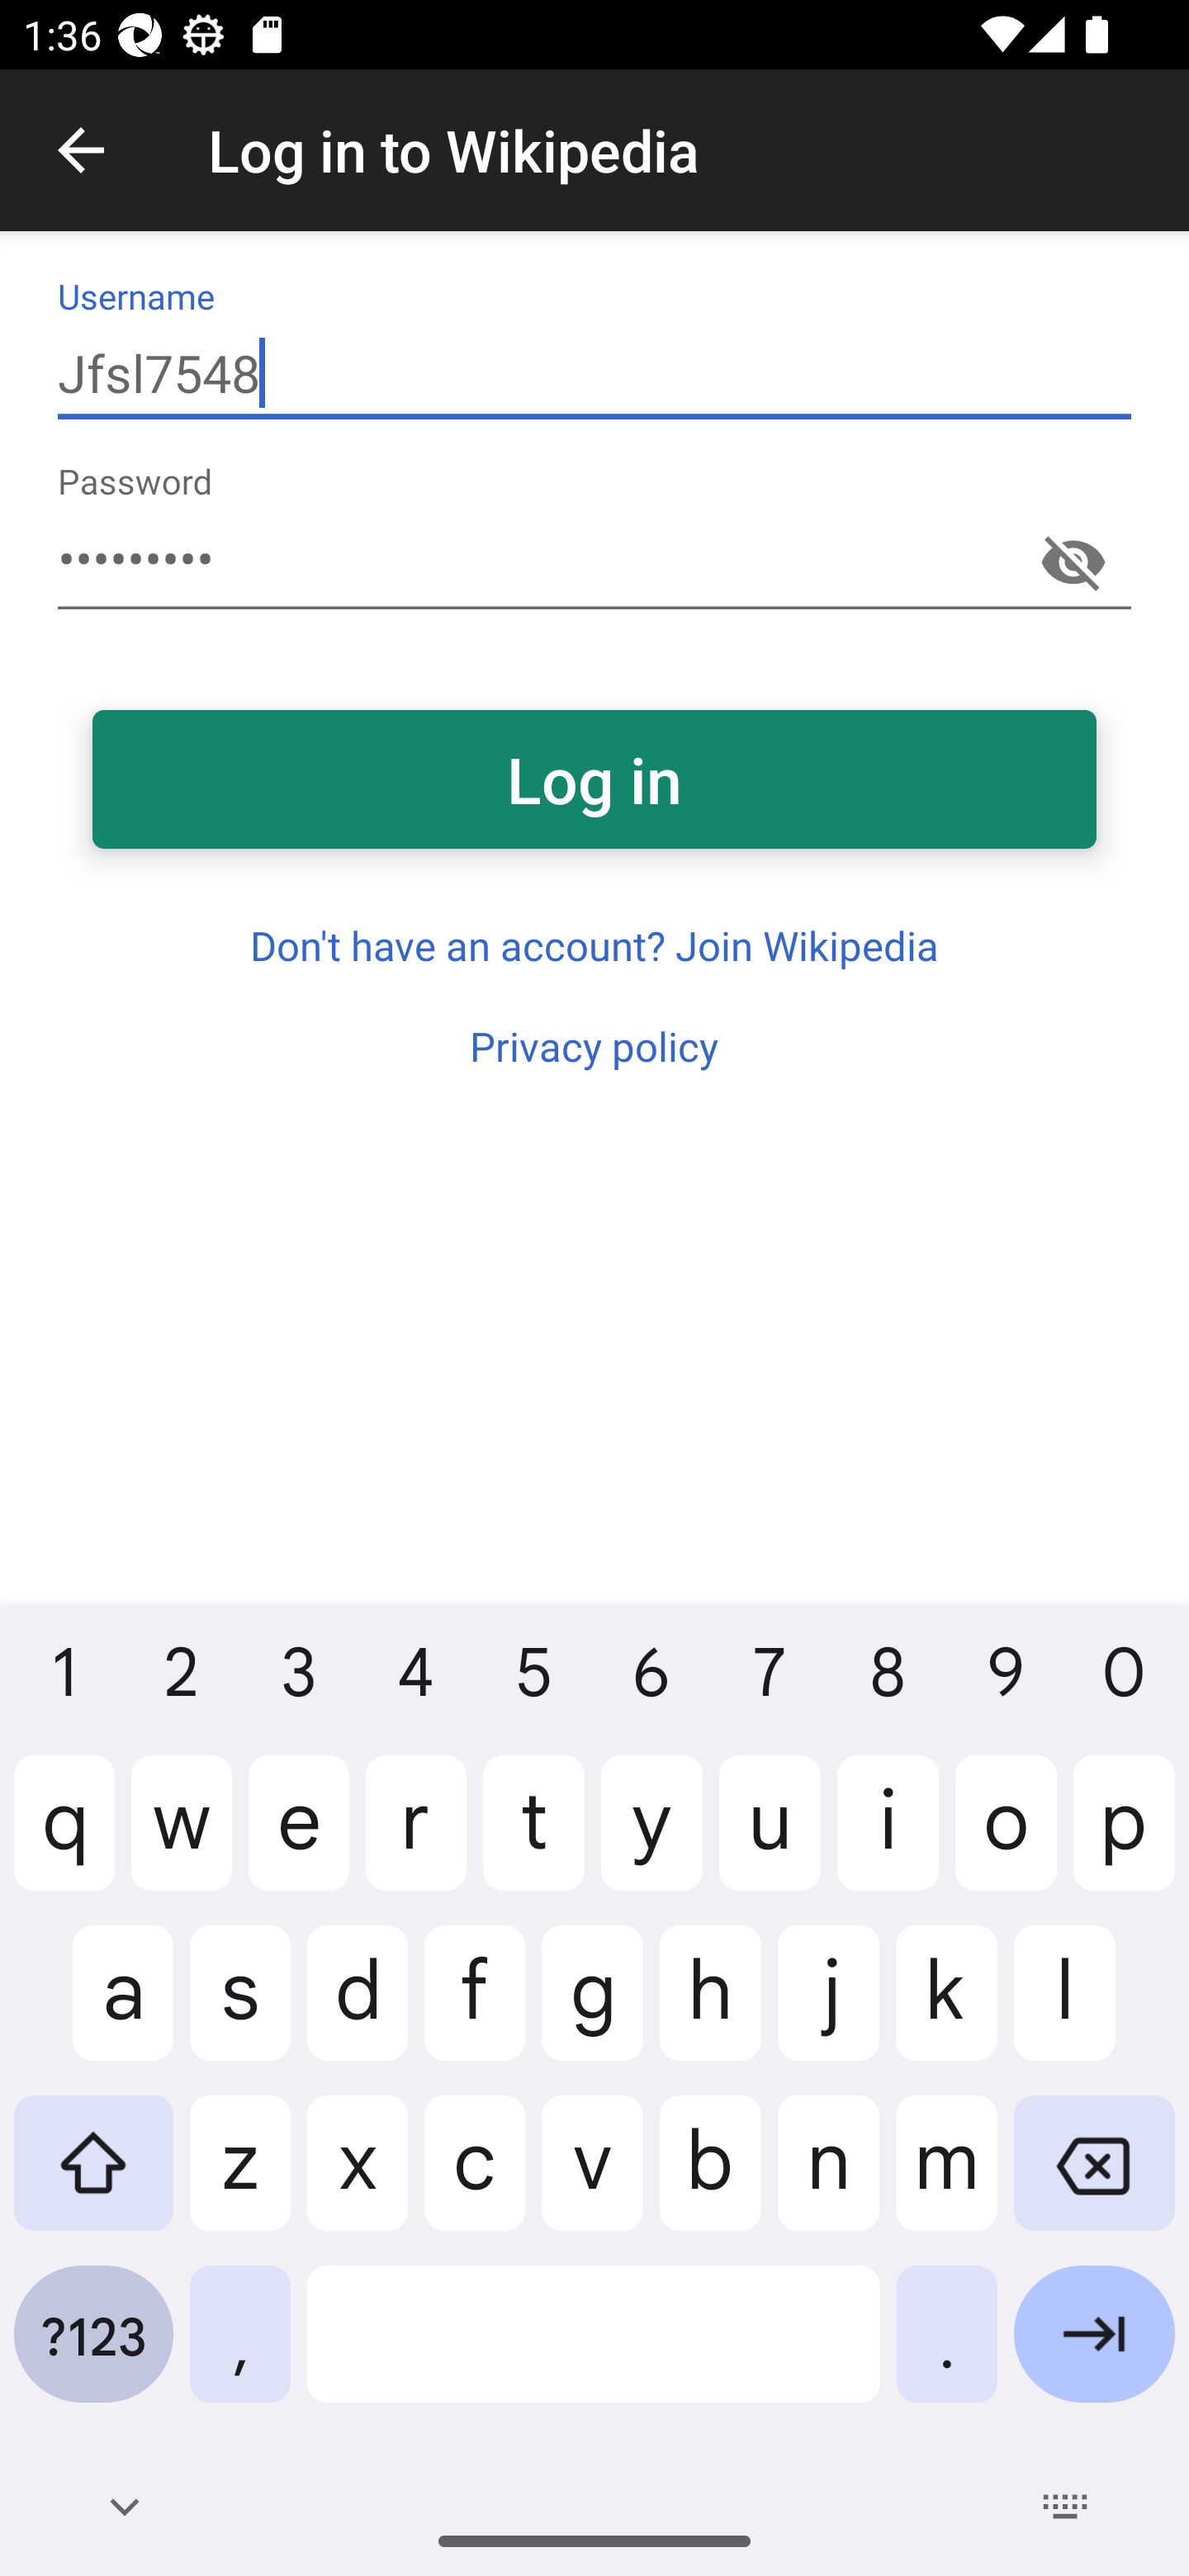 1:36
Log in to Wikipedia
Username
Jfsl7548
Password
•••••••••
Log in
Don't have an account? Join Wikipedia
Privacy policy
1 2 3 4 5 6 7 8 9 0
q w e r t y u i o p
a s d f g h j k l
z x c v b n m
?123 , .